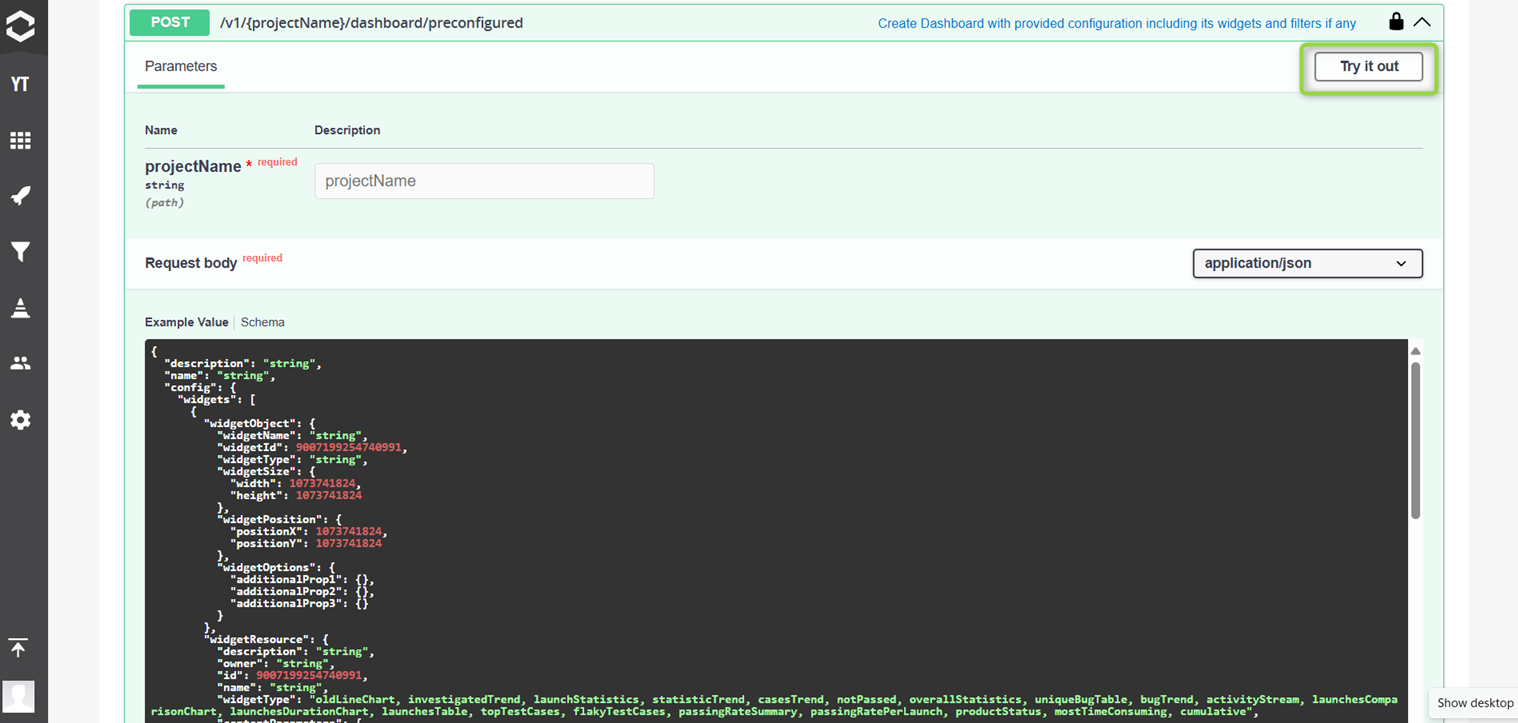 POST /v1/{projectName}/dashboard/preconfigured Create Dashboard with provided configuration including its widgets and filters if any
YT
Parameters Try it out
Name Description
projectName * required projectName
string
(path)
Request body required application/json
Example Value Schema
{
"description": "string",
"name": "string",
"config": {
"widgets": [
{
"widgetObject": {
"widgetName": "string",
"widgetId": 9007199254740991,
"widgetType": "string",
"widgetSize": {
"width": 1073741824,
"height": 1073741824
},
"widgetPosition": {
"positionX": 1073741824,
"positionY": 1073741824
},
"widgetOptions": {
"additionalProp1": {},
"additionalProp2": {},
"additionalProp3": {}
}
},
"widgetResource": {
"description": "string",
"owner": "string",
"id": 9007199254740991,
"name": "string",
"widgetType": "oldLineChart, investigatedTrend, launchStatistics, statisticTrend, casesTrend, notPassed, overallStatistics, uniqueBugTable, bugTrend, activityStream, launchesCompa
risonChart, launchesDurationChart, launchesTable, topTestCases, flakyTestCases, passingRateSummary, passingRatePerLaunch, productStatus, mostTimeConsuming, cumulative",
Show desktop